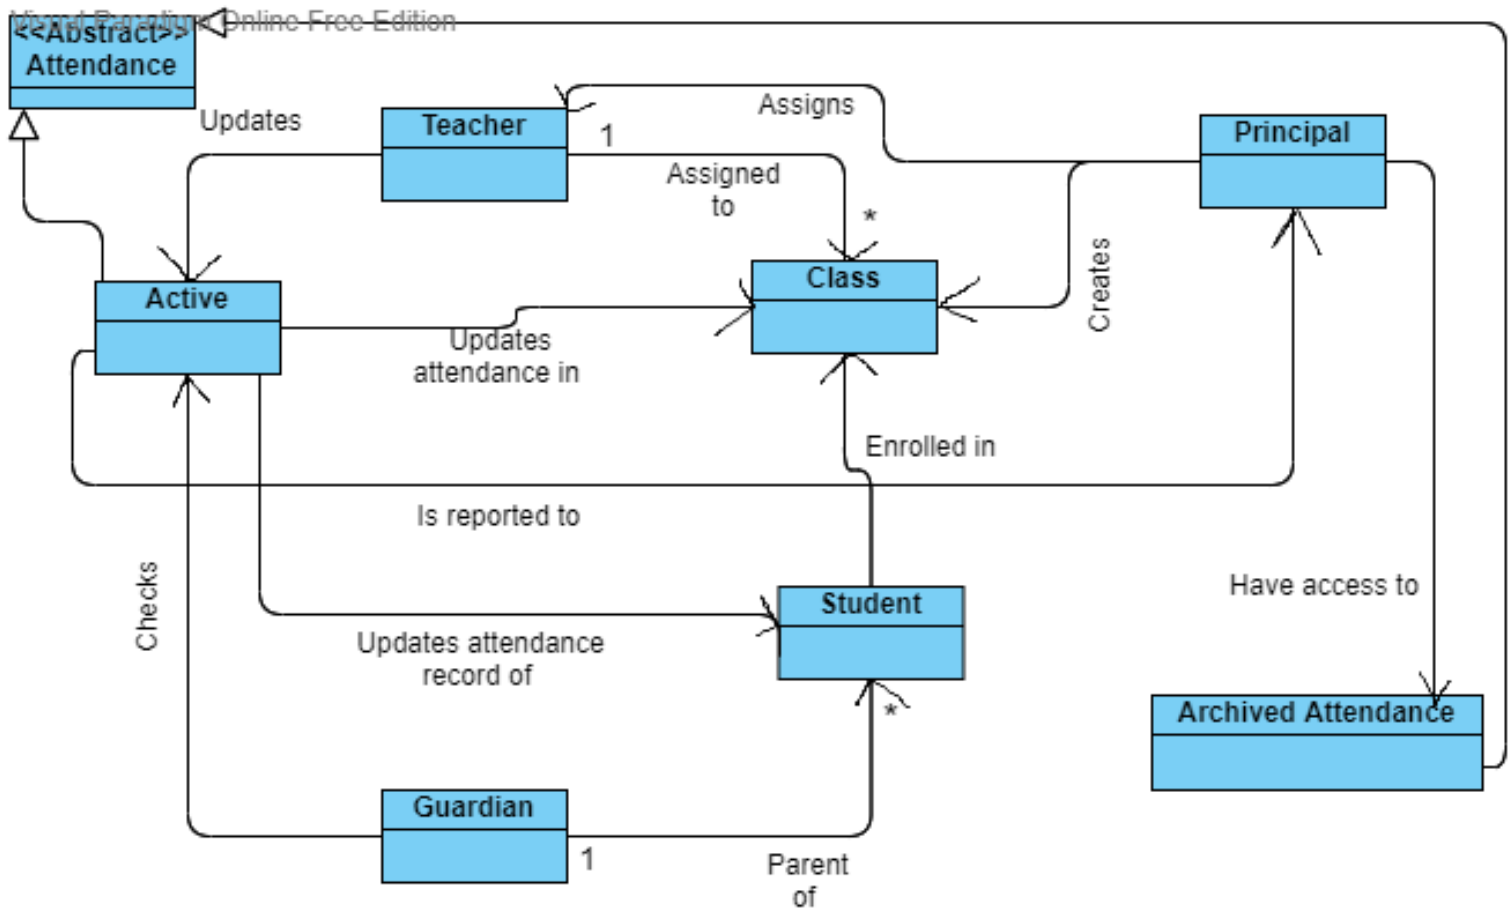 Visual Paradigm Online Free Edition
<<Abstract>>
Attendance
Updates
Teacher
1
Assigns
Principal
Assigned
to
*
Active
Class
Creates
Updates
attendance in
Enrolled in
Is reported to
Checks
Have access to
Student
Updates attendance
record of
*
Archived Attendance
Guardian
1
Parent
of